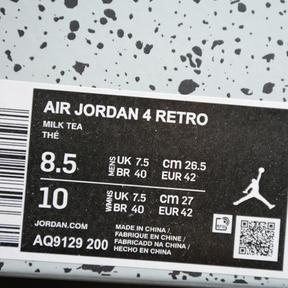 AIR JORDAN 4 RETRO
MILK TEA
THÉ
8.5 MENS UK 7.5 cm 26.5
BR 40 EUR 42
10 WMNS UK 7.5 cm 27
BR 40 EUR 42
JORDAN.COM
AQ9129 200
MADE IN CHINA /
FABRIQUE EN CHINE /
FABRICADO NA CHINA /
HECHO EN CHINA